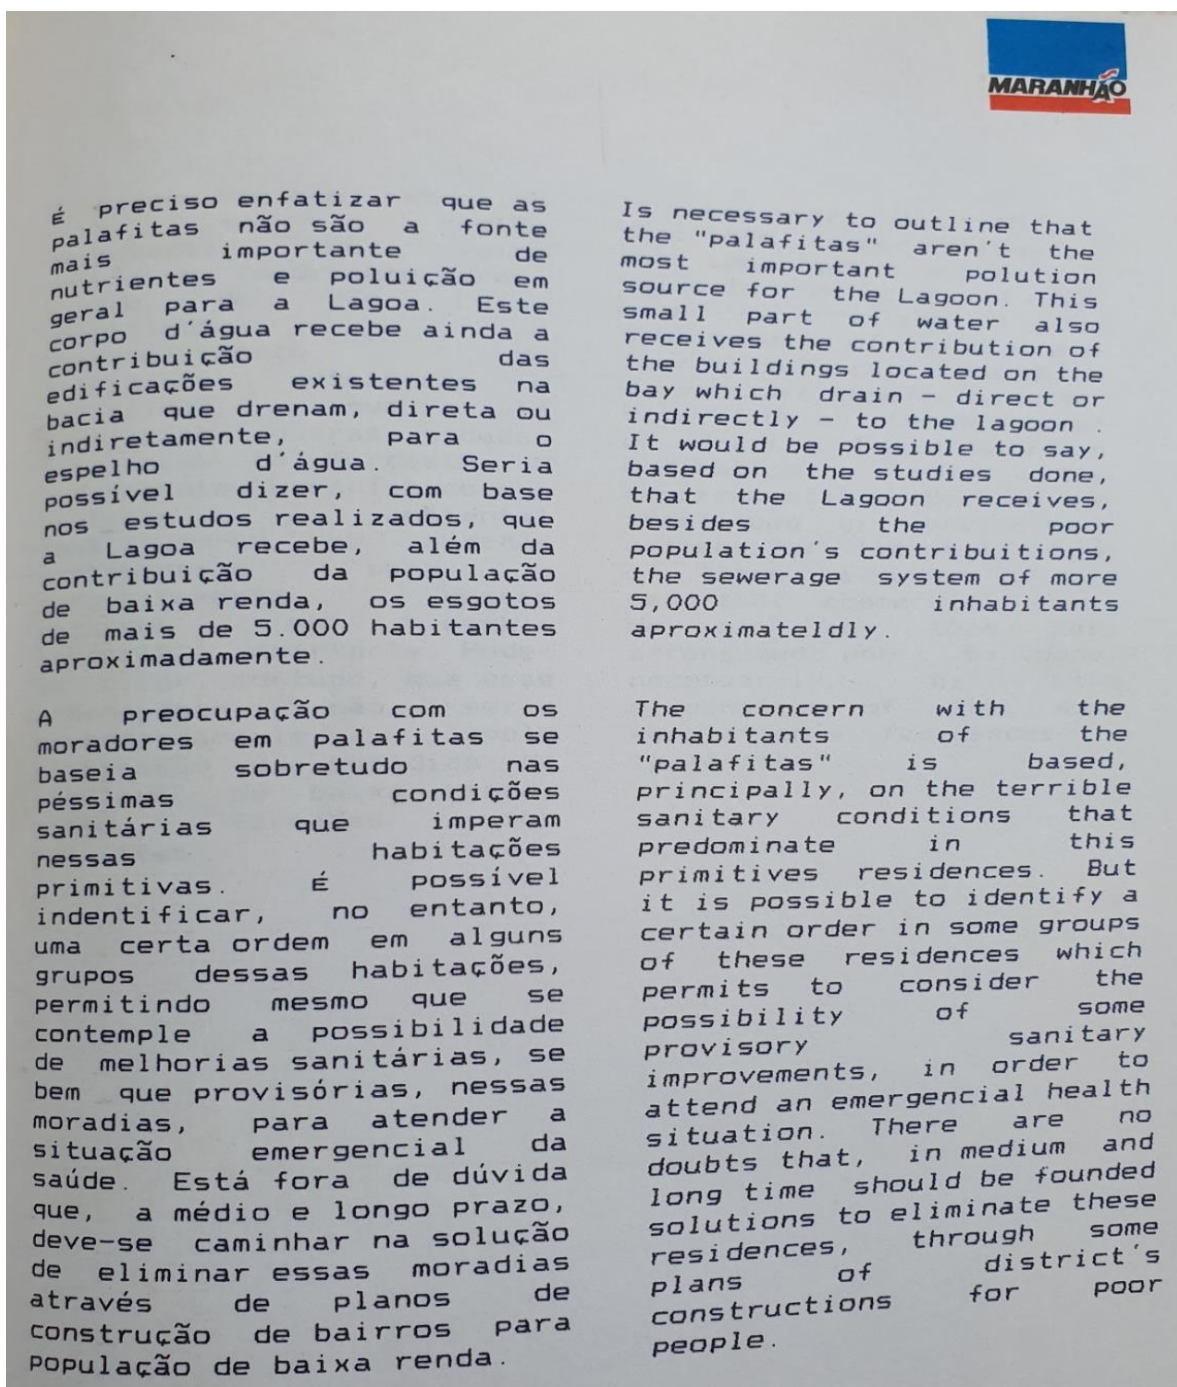 MARANHÃO
É preciso enfatizar que as
palafitas não são a fonte
mais importante de
nutrientes e poluição em
geral para a Lagoa. Este
corpo d´água recebe ainda a
contribuição das
edificações existentes na
bacia que drenam, direta ou
indiretamente, para o
espelho d´água. Seria
possível dizer, com base
nos estudos realizados, que
a Lagoa recebe, além da
contribuição da população
de baixa renda, os esgotos
de mais de 5.000 habitantes
aproximadamente.
A preocupação com os
moradores em palafitas se
baseia sobretudo nas
péssimas condições
sanitárias que imperam
nessas habitações
primitivas. É possível
indentificar, no entanto,
uma certa ordem em alguns
grupos dessas habitações,
permitindo mesmo que se
contemple a possibilidade
de melhorias sanitárias, se
bem que provisórias, nessas
moradias, para atender a
situação emergencial da
saúde. Está fora de dúvida
que, a médio e longo prazo,
deve-se caminhar na solução
de eliminar essas moradias
através de planos de
construção de bairros para
população de baixa renda.
Is necessary to outline that
the "palafitas" aren´t the
most important polution
source for the Lagoon. This
small part of water also
receives the contribution of
the buildings located on the
bay which drain - direct or
indirectly - to the lagoon .
It would be possible to say,
based on the studies done,
that the Lagoon receives,
besides the poor
population´s contribuitions,
the sewerage system of more
5,000 inhabitants
aproximateldly.
The concern with the
inhabitants of the
"palafitas" is based,
principally, on the terrible
sanitary conditions that
predominate in this
primitives residences. But
it is possible to identify a
certain order in some groups
of these residences which
permits to consider the
possibility of some
provisory sanitary
improvements, in order to
attend an emergencial health
situation. There are no
doubts that, in medium and
long time should be founded
solutions to eliminate these
residences, through some
plans of district´s
constructions for poor
people.